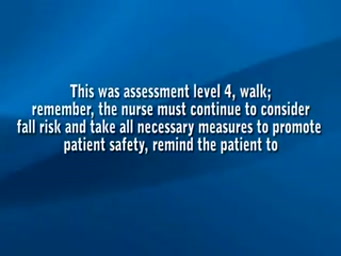 This was assessment level 4, walk;
remember, the nurse must continue to consider
fall risk and take all necessary measures to promote
patient safety, remind the patient to